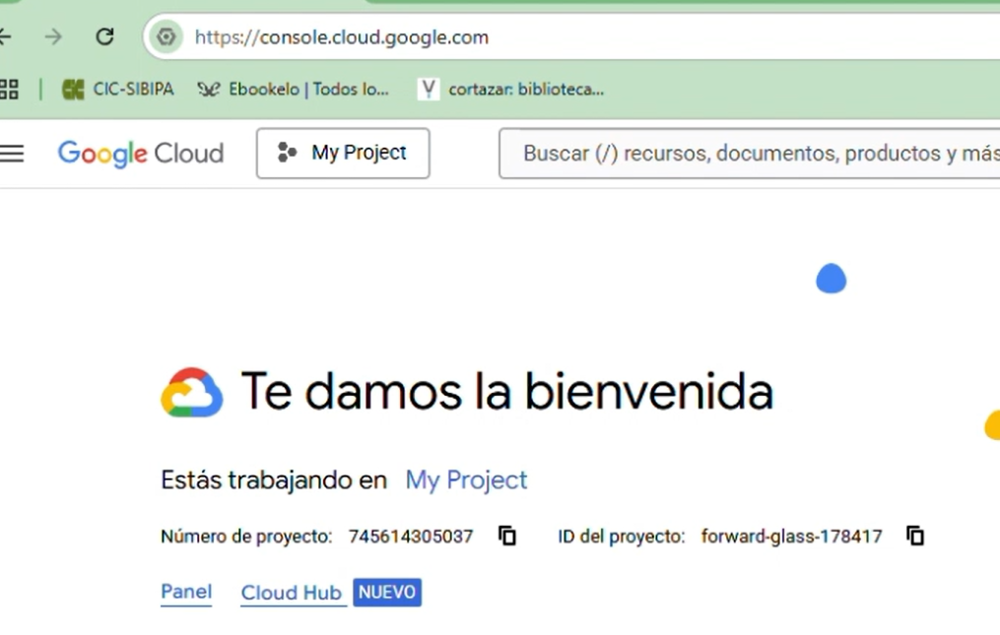 https://console.cloud.google.com
CIC-SIBIPA Ebookelo | Todos lo... cortazar: biblioteca...
Google Cloud My Project Buscar (/) recursos, documentos, productos y más
Te damos la bienvenida
Estás trabajando en My Project
Número de proyecto: 745614305037 ID del proyecto: forward-glass-178417
Panel Cloud Hub NUEVO